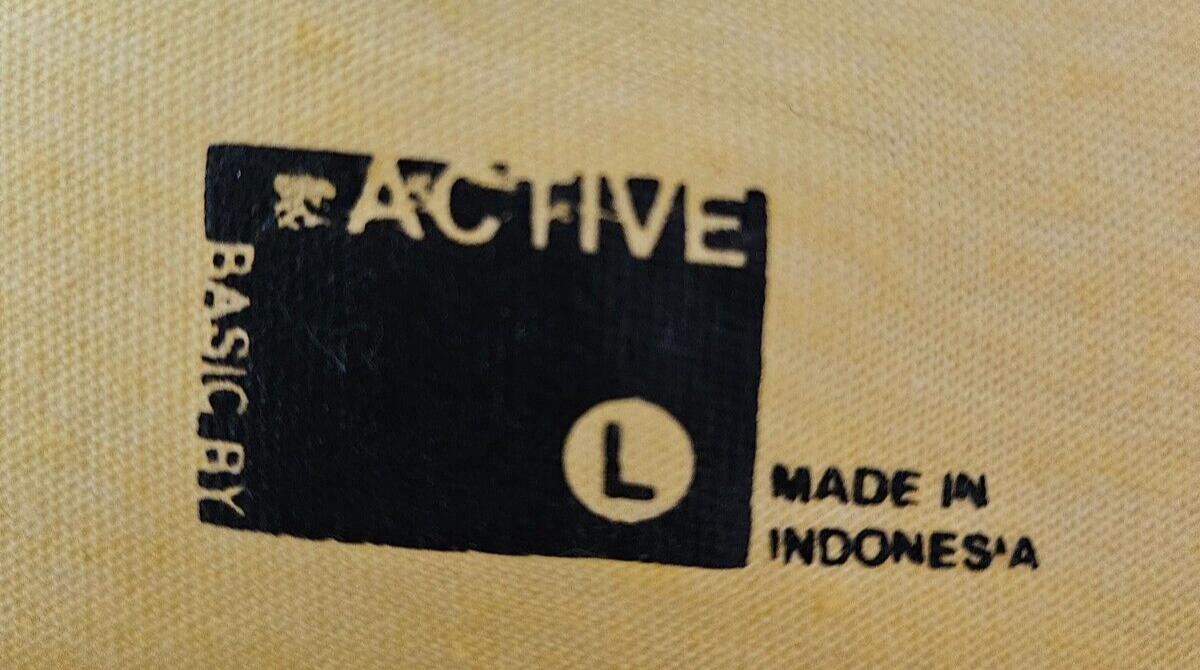 ACTIVE
BASIC BY
L
MADE IN
INDONESIA